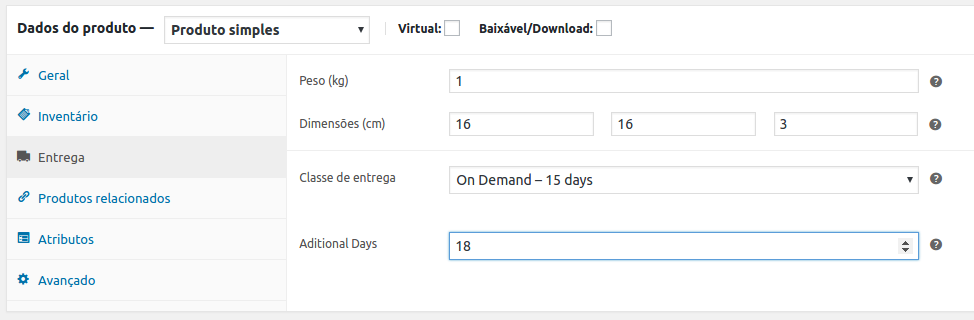 Dados do produto — Produto simples Virtual: Baixável/Download:
Geral
Inventário
Entrega
Produtos relacionados
Atributos
Avançado
Peso (kg) 1
Dimensões (cm) 16 16 3
Classe de entrega On Demand – 15 days
Aditional Days 18